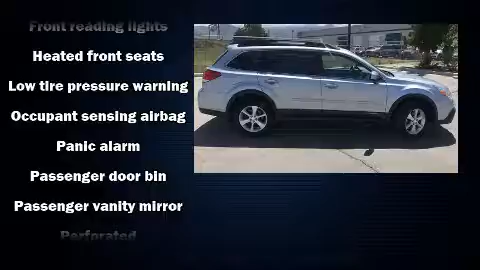 Front reading lights
Heated front seats
Low tire pressure warning
Occupant sensing airbag
Panic alarm
Passenger door bin
Passenger vanity mirror
Perforated